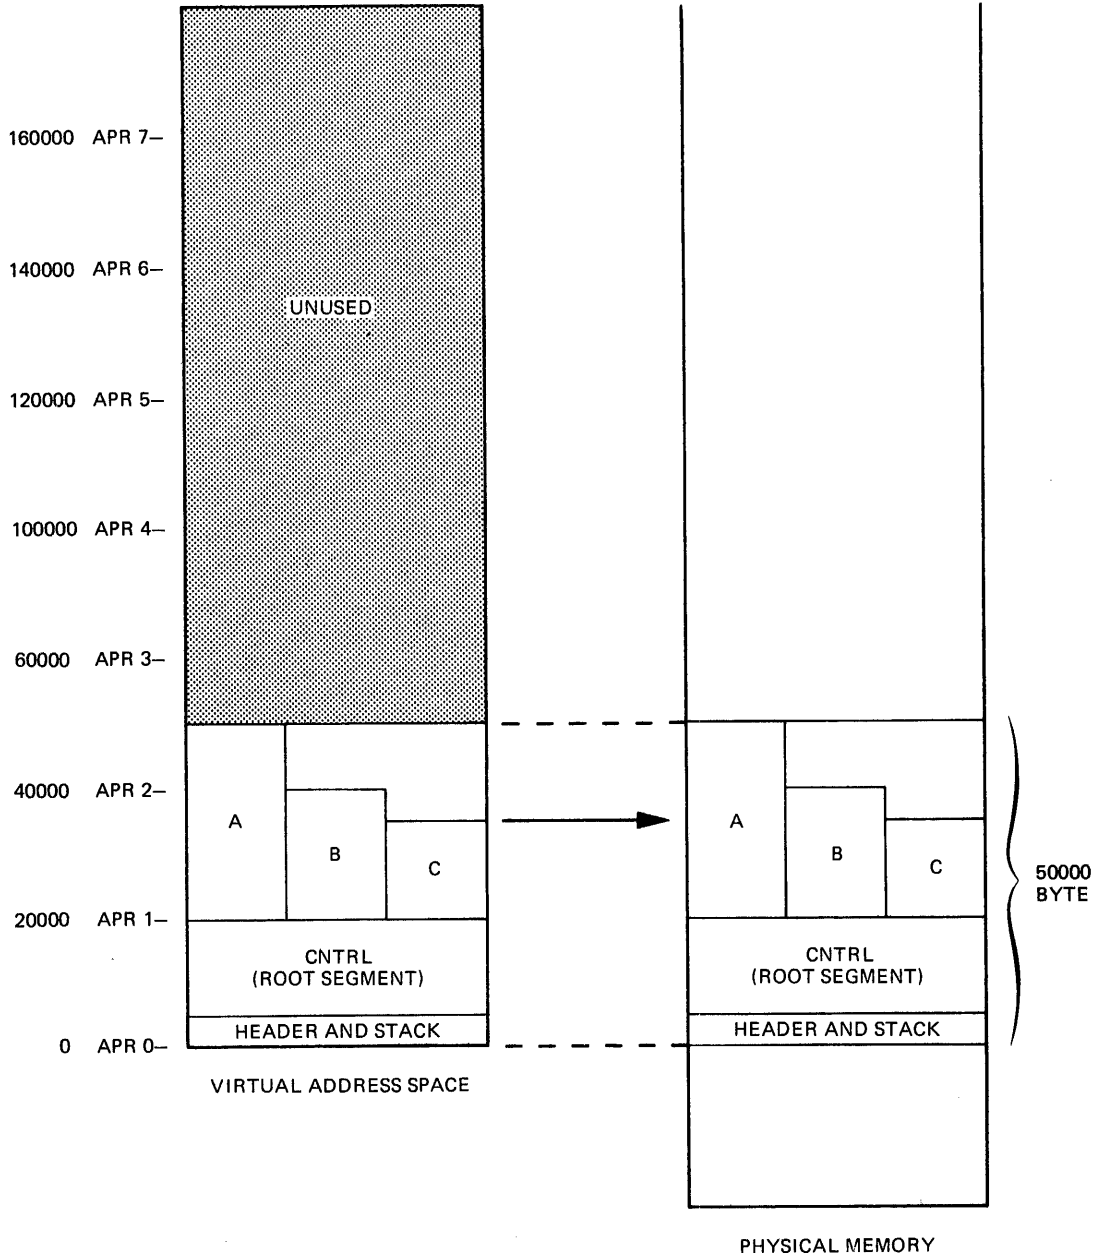 160000 APR 7–
140000 APR 6–
UNUSED
120000 APR 5–
100000 APR 4–
60000 APR 3–
40000 APR 2–
A
B
C
20000 APR 1–
CNTRL
(ROOT SEGMENT)
HEADER AND STACK
0 APR 0–
VIRTUAL ADDRESS SPACE
A
B
C
50000
BYTE
CNTRL
(ROOT SEGMENT)
HEADER AND STACK
PHYSICAL MEMORY